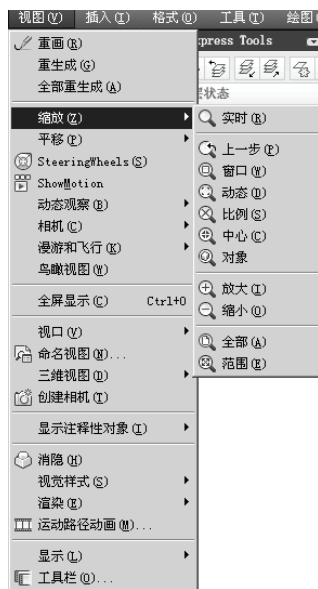 视图(V) 插入(I) 格式(O) 工具(T) 绘图
xpress Tools
状态
重画(R)
重生成(G)
全部重生成(A)
缩放(Z)
平移(P)
SteeringWheels(S)
ShowMotion
动态观察(B)
相机(C)
漫游和飞行(K)
鸟瞰视图(W)
全屏显示(C) Ctrl+0
视口(V)
命名视图(N)...
三维视图(D)
创建相机(T)
显示注释性对象(I)
消隐(H)
视觉样式(S)
渲染(E)
运动路径动画(M)...
显示(L)
工具栏(O)...
实时(R)
上一步(P)
窗口(W)
动态(D)
比例(S)
中心(C)
对象
放大(I)
缩小(O)
全部(A)
范围(E)